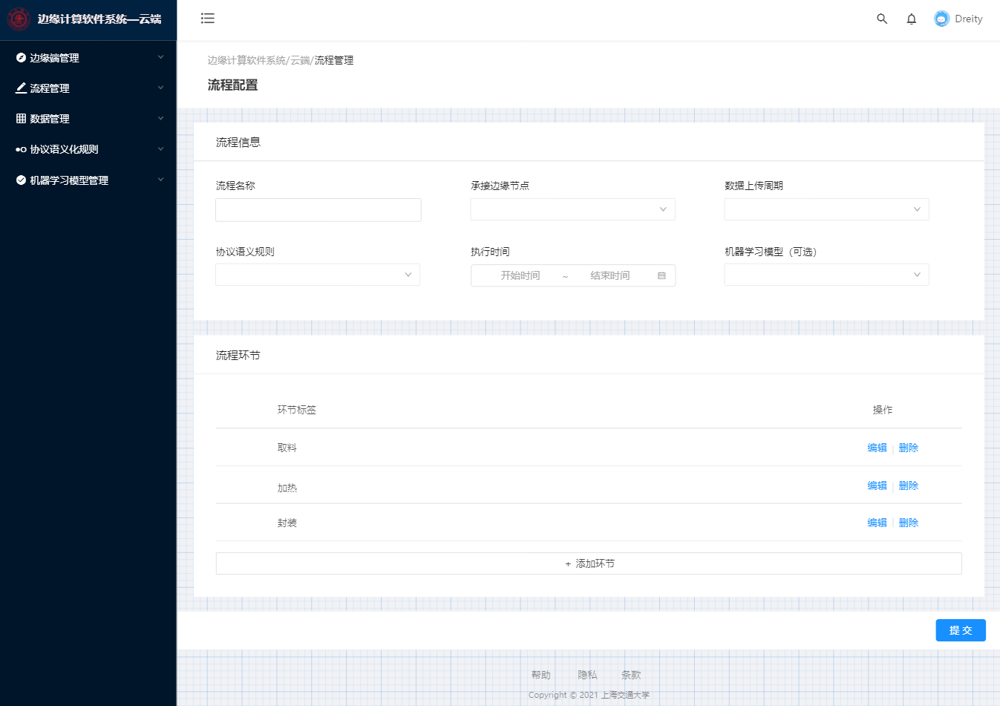 边缘计算软件系统—云端
Dreity
边缘端管理
流程管理
数据管理
协议语义化规则
机器学习模型管理
边缘计算软件系统/云端/流程管理
流程配置
流程信息
流程名称 承接边缘节点 数据上传周期
协议语义规则 执行时间 机器学习模型（可选）
开始时间 ~ 结束时间
流程环节
环节标签 操作
取料 编辑 | 删除
加热 编辑 | 删除
封装 编辑 | 删除
+ 添加环节
提 交
帮助 隐私 条款
Copyright © 2021 上海交通大学